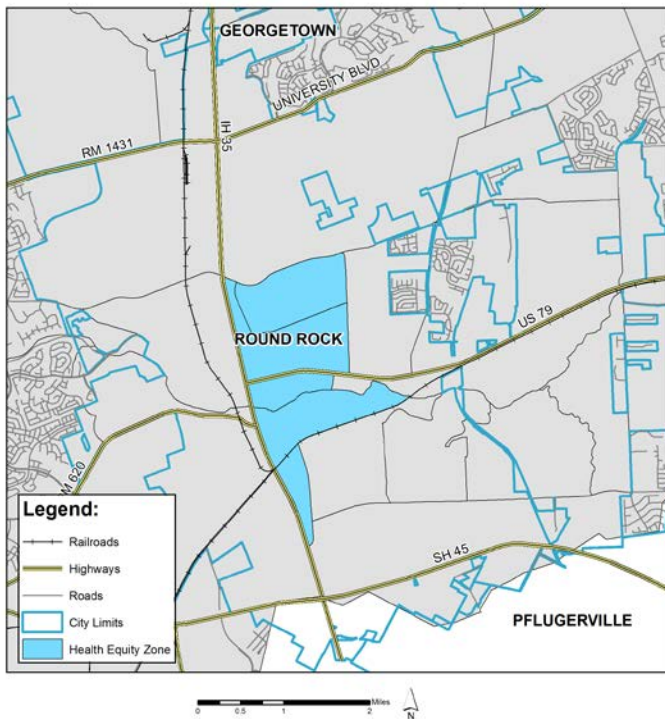 GEORGETOWN
UNIVERSITY BLVD
IH 35
RM 1431
ROUND ROCK
US 79
M 620
Legend:
Railroads
Highways
Roads
City Limits
Health Equity Zone
SH 45
PFLUGERVILLE
Miles
0 0.5 1 2
N